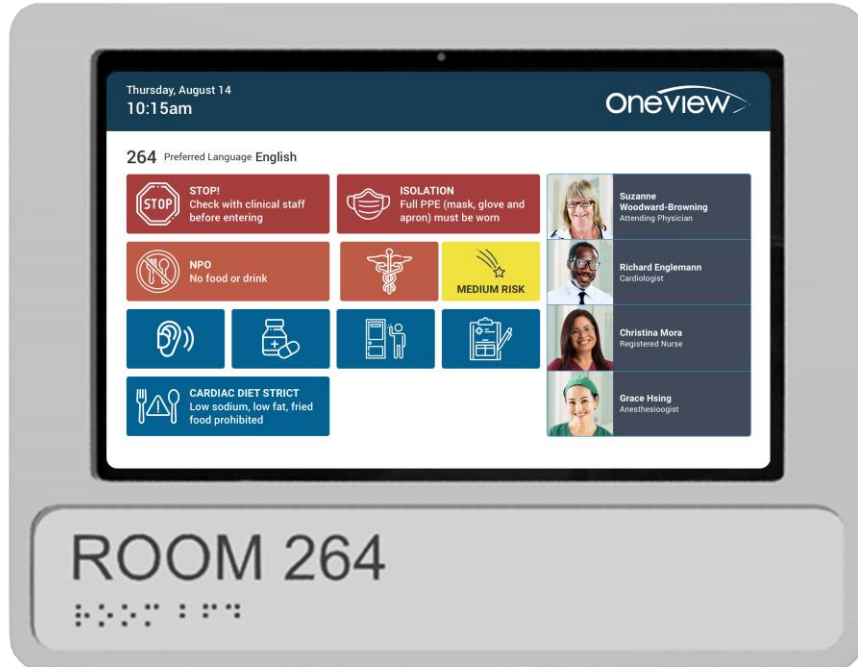 Thursday, August 14
10:15am
Oneview
264 Preferred Language English
STOP
STOP!
Check with clinical staff
before entering
ISOLATION
Full PPE (mask, glove and
apron) must be worn
NPO
No food or drink
MEDIUM RISK
CARDIAC DIET STRICT
Low sodium, low fat, fried
food prohibited
Suzanne
Woodward-Browning
Attending Physician
Richard Englemann
Cardiologist
Christina Mora
Registered Nurse
Grace Hsing
Anesthesioogist
ROOM 264